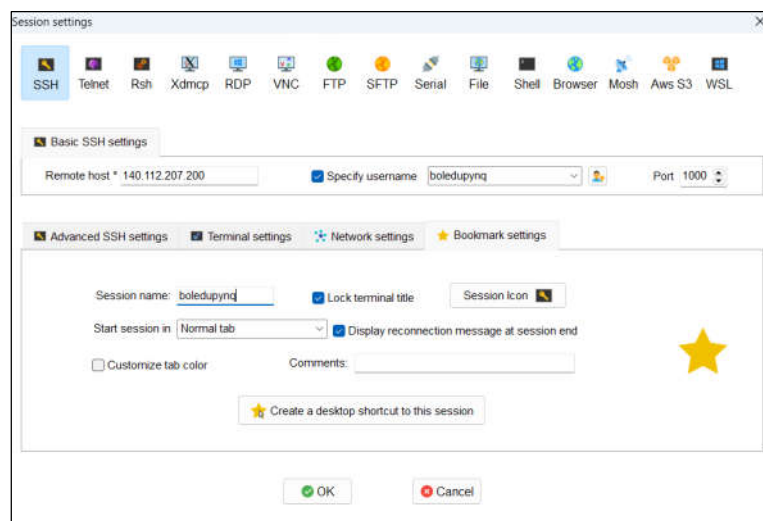 Session settings
SSH Telnet Rsh Xdmcp RDP VNC FTP SFTP Serial File Shell Browser Mosh Aws S3 WSL
Basic SSH settings
Remote host * 140.112.207.200 Specify username boledupynq Port 1000
Advanced SSH settings Terminal settings Network settings Bookmark settings
Session name: boledupynq Lock terminal title Session Icon
Start session in Normal tab Display reconnection message at session end
Customize tab color Comments:
Create a desktop shortcut to this session
OK Cancel